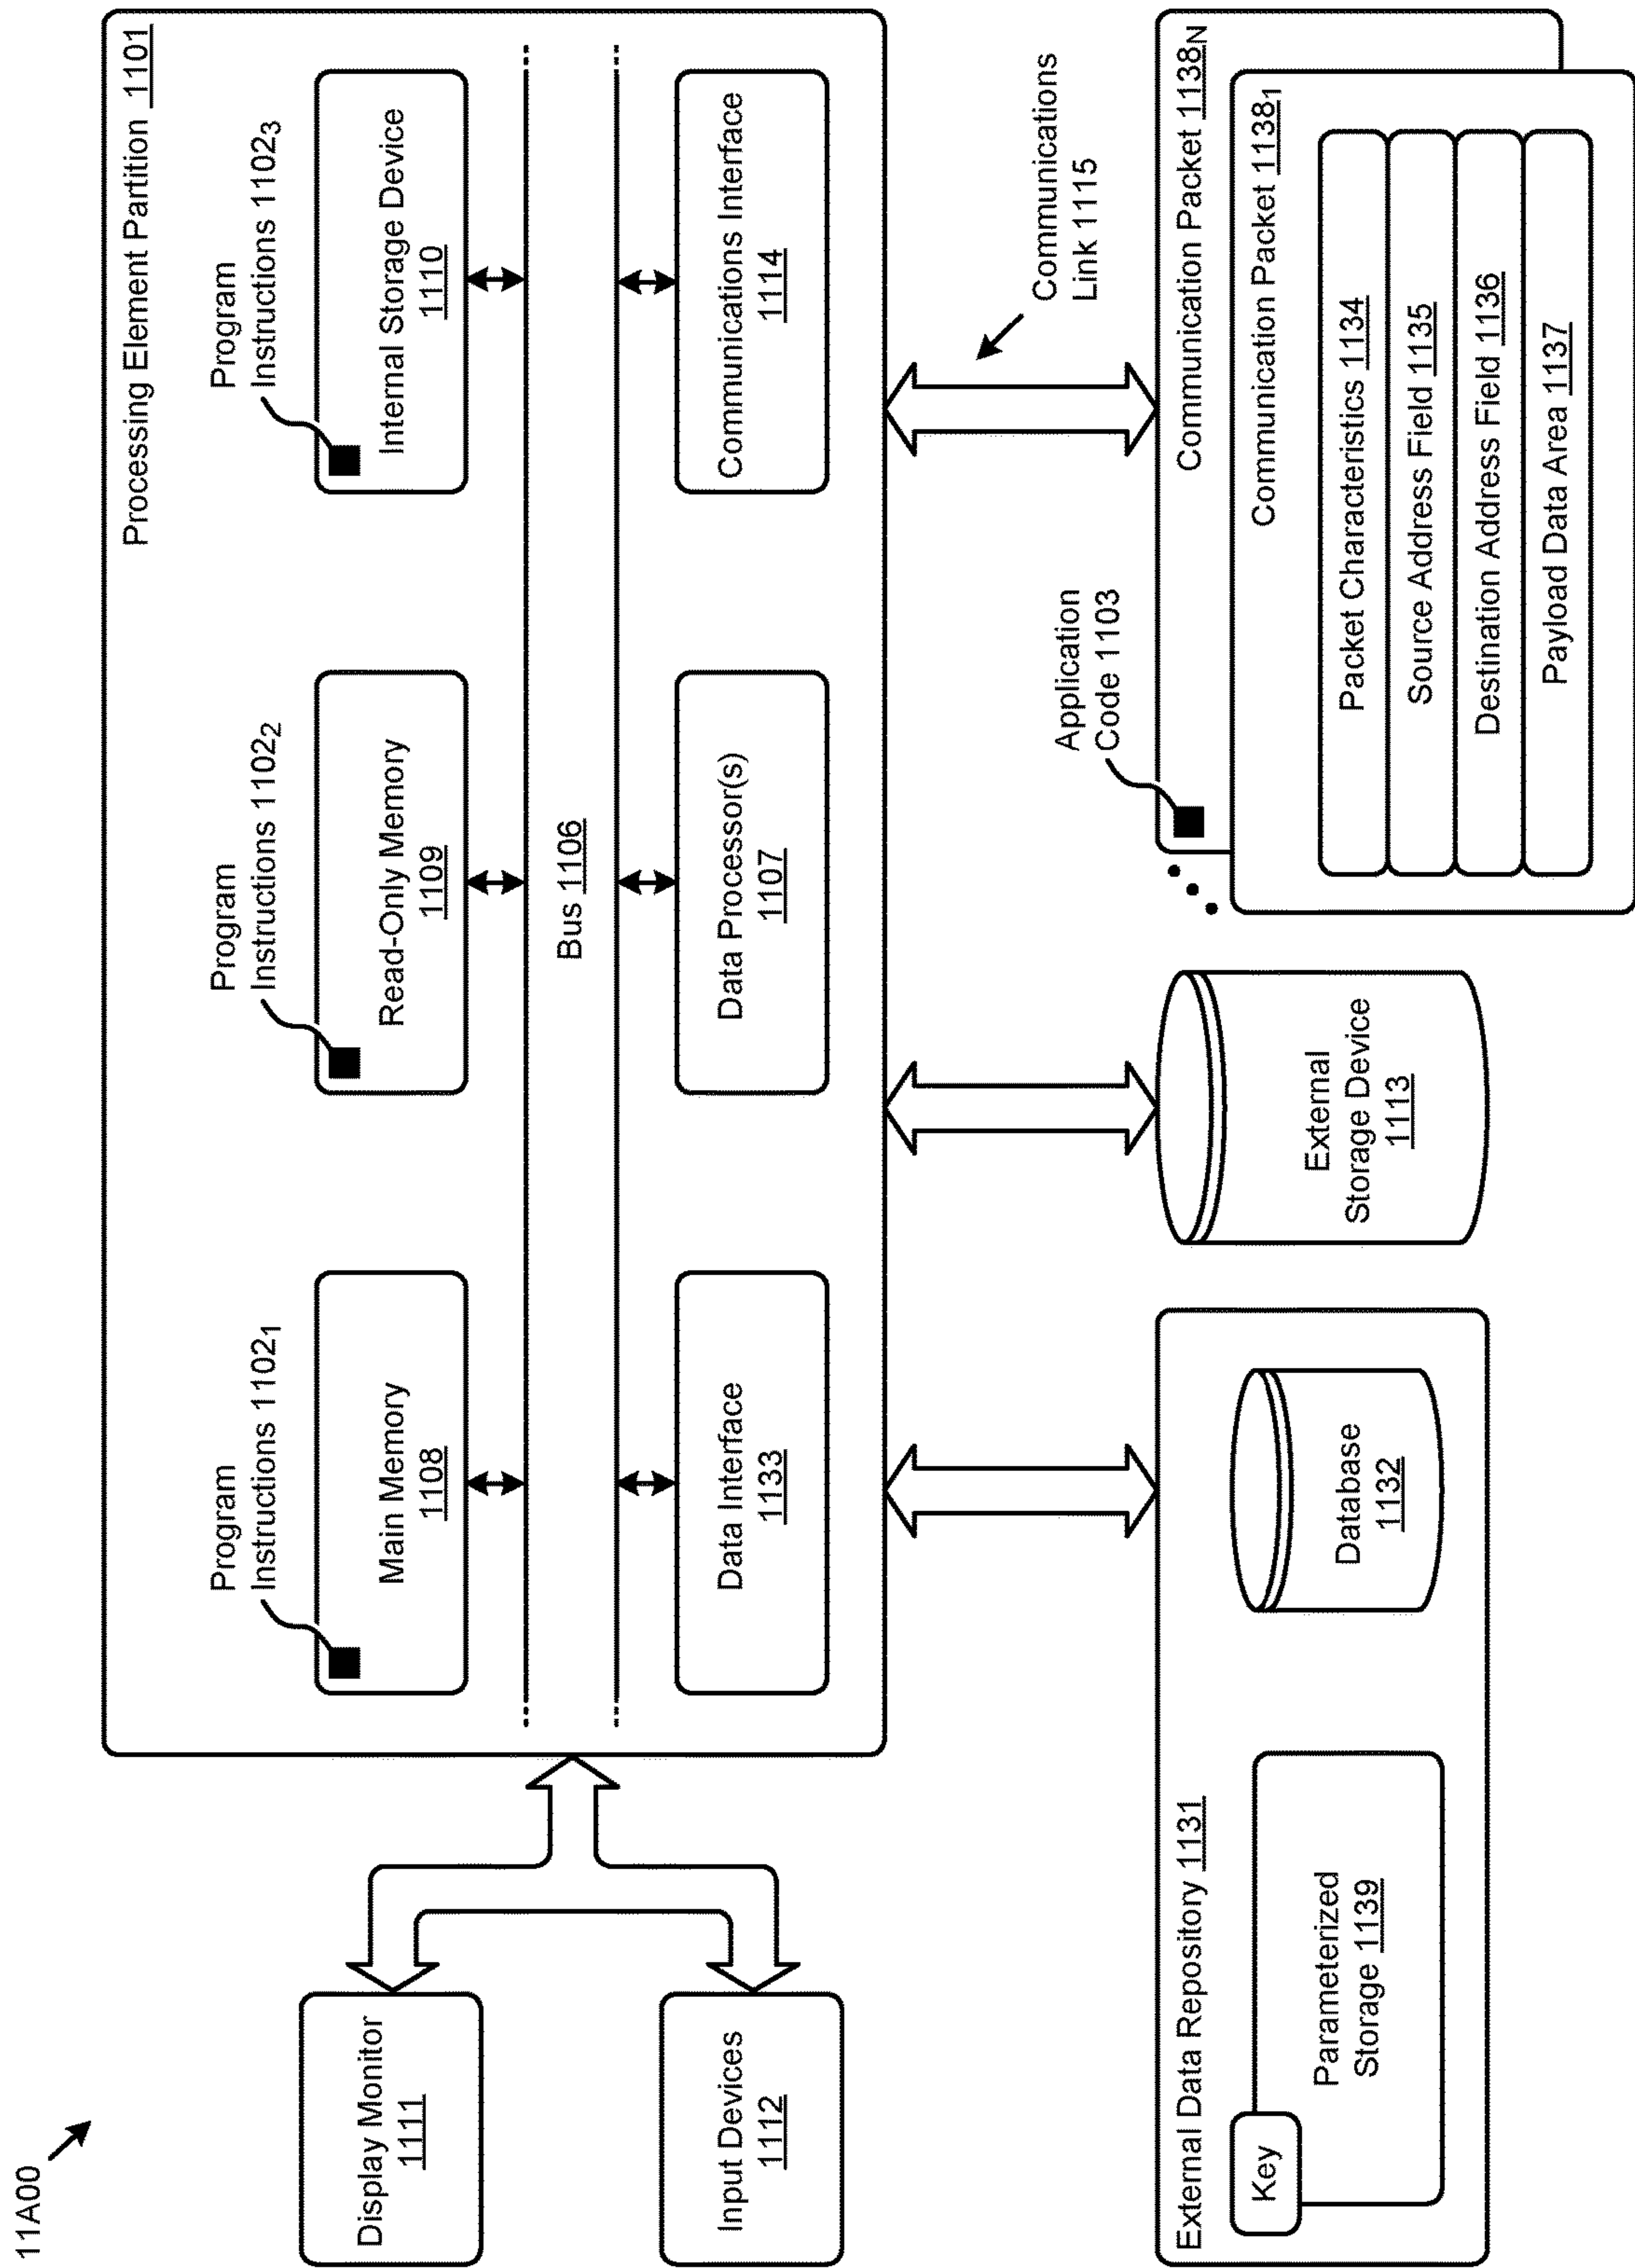 11A00
Processing Element Partition 1101
Program
Instructions 1102₁
Program
Instructions 1102₂
Program
Instructions 1102₃
Main Memory
1108
Read-Only Memory
1109
Internal Storage Device
1110
Display Monitor
1111
Bus 1106
Input Devices
1112
Data Interface
1133
Data Processor(s)
1107
Communications Interface
1114
Communications
Link 1115
Application
Code 1103
External Data Repository 1131
Key
Parameterized
Storage 1139
Database
1132
External
Storage Device
1113
Communication Packet 1138N
Communication Packet 1138₁
Packet Characteristics 1134
Source Address Field 1135
Destination Address Field 1136
Payload Data Area 1137